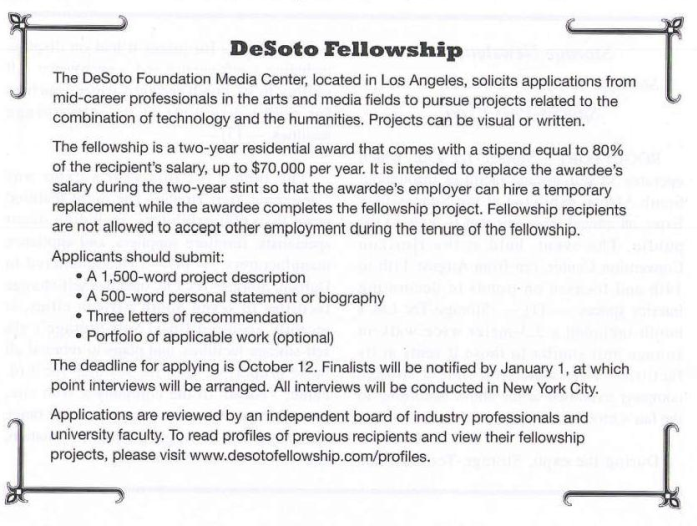 DeSoto Fellowship
The DeSoto Foundation Media Center, located in Los Angeles, solicits applications from
mid-career professionals in the arts and media fields to pursue projects related to the
combination of technology and the humanities. Projects can be visual or written.
The fellowship is a two-year residential award that comes with a stipend equal to 80%
of the recipient's salary, up to $70,000 per year. It is intended to replace the awardee's
salary during the two-year stint so that the awardee's employer can hire a temporary
replacement while the awardee completes the fellowship project. Fellowship recipients
are not allowed to accept other employment during the tenure of the fellowship.
Applicants should submit:
• A 1,500-word project description
• A 500-word personal statement or biography
• Three letters of recommendation
• Portfolio of applicable work (optional)
The deadline for applying is October 12. Finalists will be notified by January 1, at which
point interviews will be arranged. All interviews will be conducted in New York City.
Applications are reviewed by an independent board of industry professionals and
university faculty. To read profiles of previous recipients and view their fellowship
projects, please visit www.desotofellowship.com/profiles.